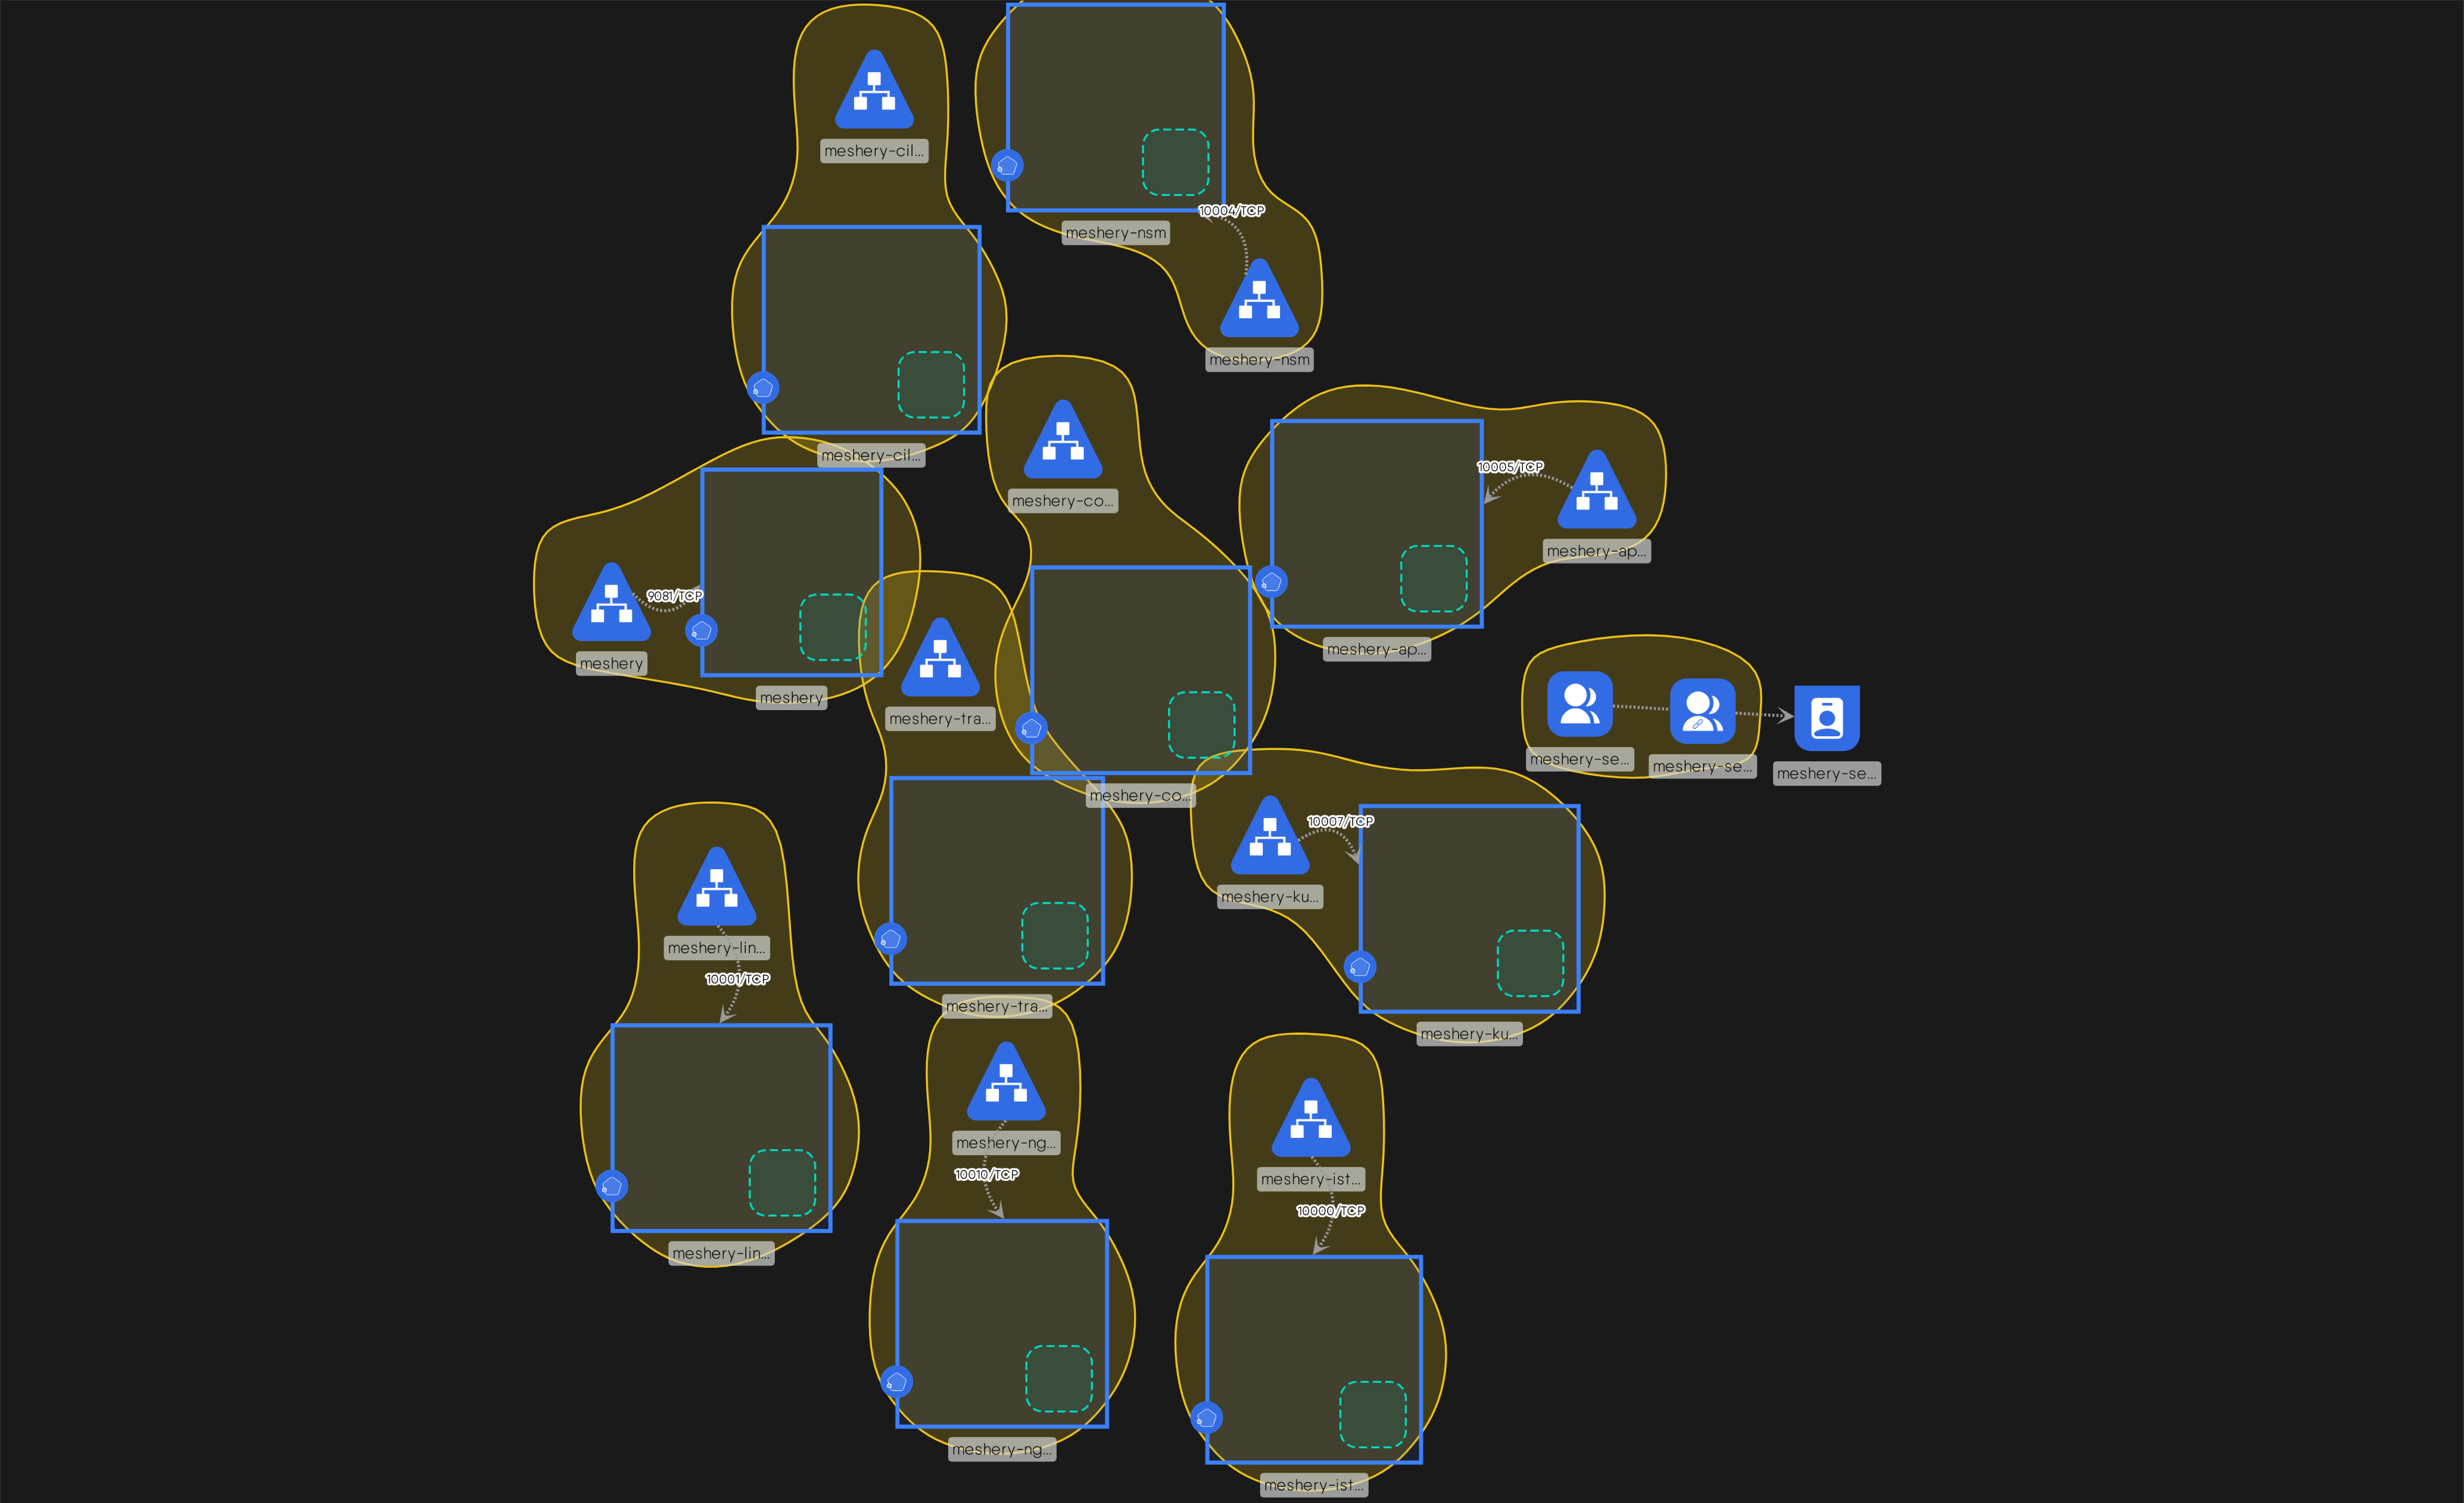 meshery-cil...
10004/TCP
meshery-nsm
meshery-nsm
meshery-cil...
meshery-co...
10005/TCP
meshery-ap...
meshery-ap...
9081/TCP
meshery
meshery
meshery-tra...
meshery-co...
meshery-se...
meshery-se...
meshery-se...
10007/TCP
meshery-ku...
meshery-ku...
meshery-tra...
meshery-lin...
10001/TCP
meshery-lin...
meshery-ng...
10010/TCP
meshery-ng...
meshery-ist...
10000/TCP
meshery-ist...